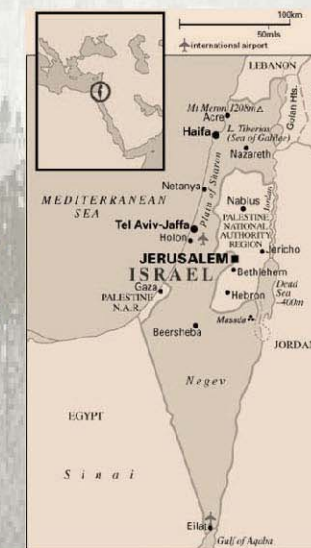 100km
50mls
international airport
LEBANON
Mt Meron 1208m
Acre
Golan Hts.
Haifa
L. Tiberias
(Sea of Galilee)
Nazareth
Netanya
Plain of Sharon
Jordan
MEDITERRANEAN
SEA
Nablus
PALESTINE
NATIONAL
AUTHORITY
REGION
Tel Aviv-Jaffa
Holon
Jericho
JERUSALEM
ISRAEL
Bethlehem
Gaza
PALESTINE
N.A.R.
Hebron
Dead
Sea
-400m
Masada
Beersheba
JORDAN
Negev
EGYPT
Sinai
Eilat
Gulf of Aqaba